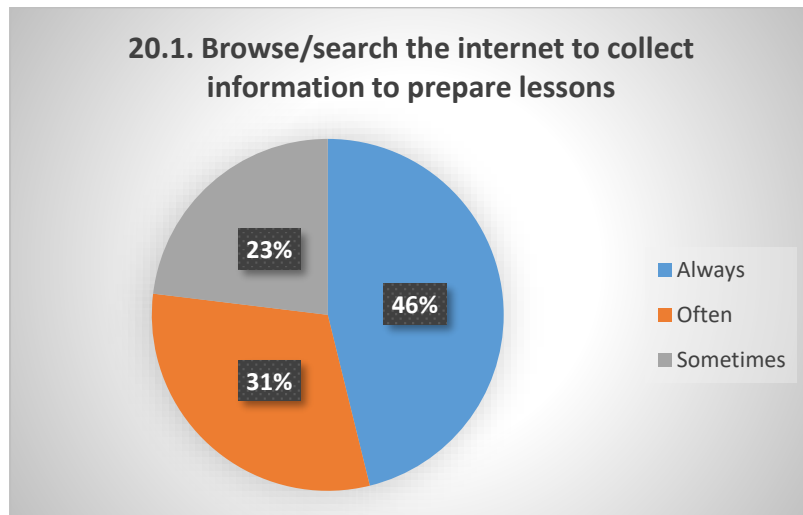 20.1. Browse/search the internet to collect
information to prepare lessons
23%
46%
31%
Always
Often
Sometimes